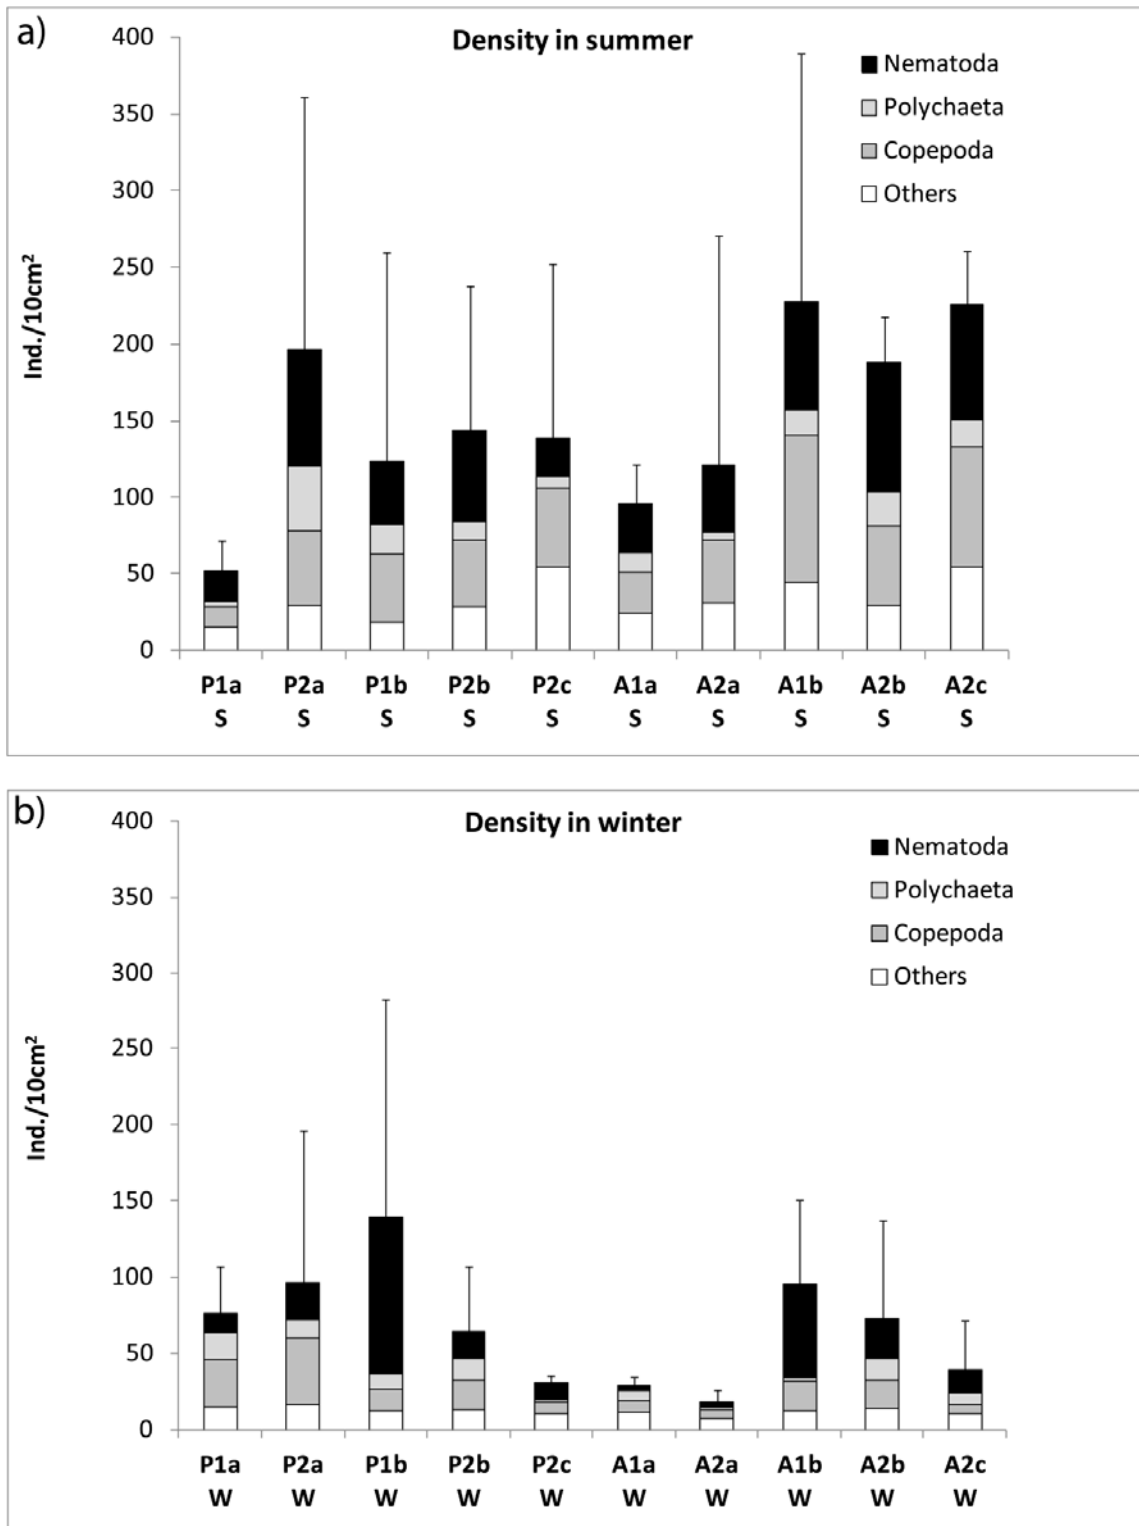 a)
Density in summer
400
350
300
250
200
150
100
50
0
Ind./10cm²
Nematoda
Polychaeta
Copepoda
Others
P1a P2a P1b P2b P2c A1a A2a A1b A2b A2c
S S S S S S S S S S
b)
Density in winter
400
350
300
250
200
150
100
50
0
Ind./10cm²
Nematoda
Polychaeta
Copepoda
Others
P1a P2a P1b P2b P2c A1a A2a A1b A2b A2c
W W W W W W W W W W